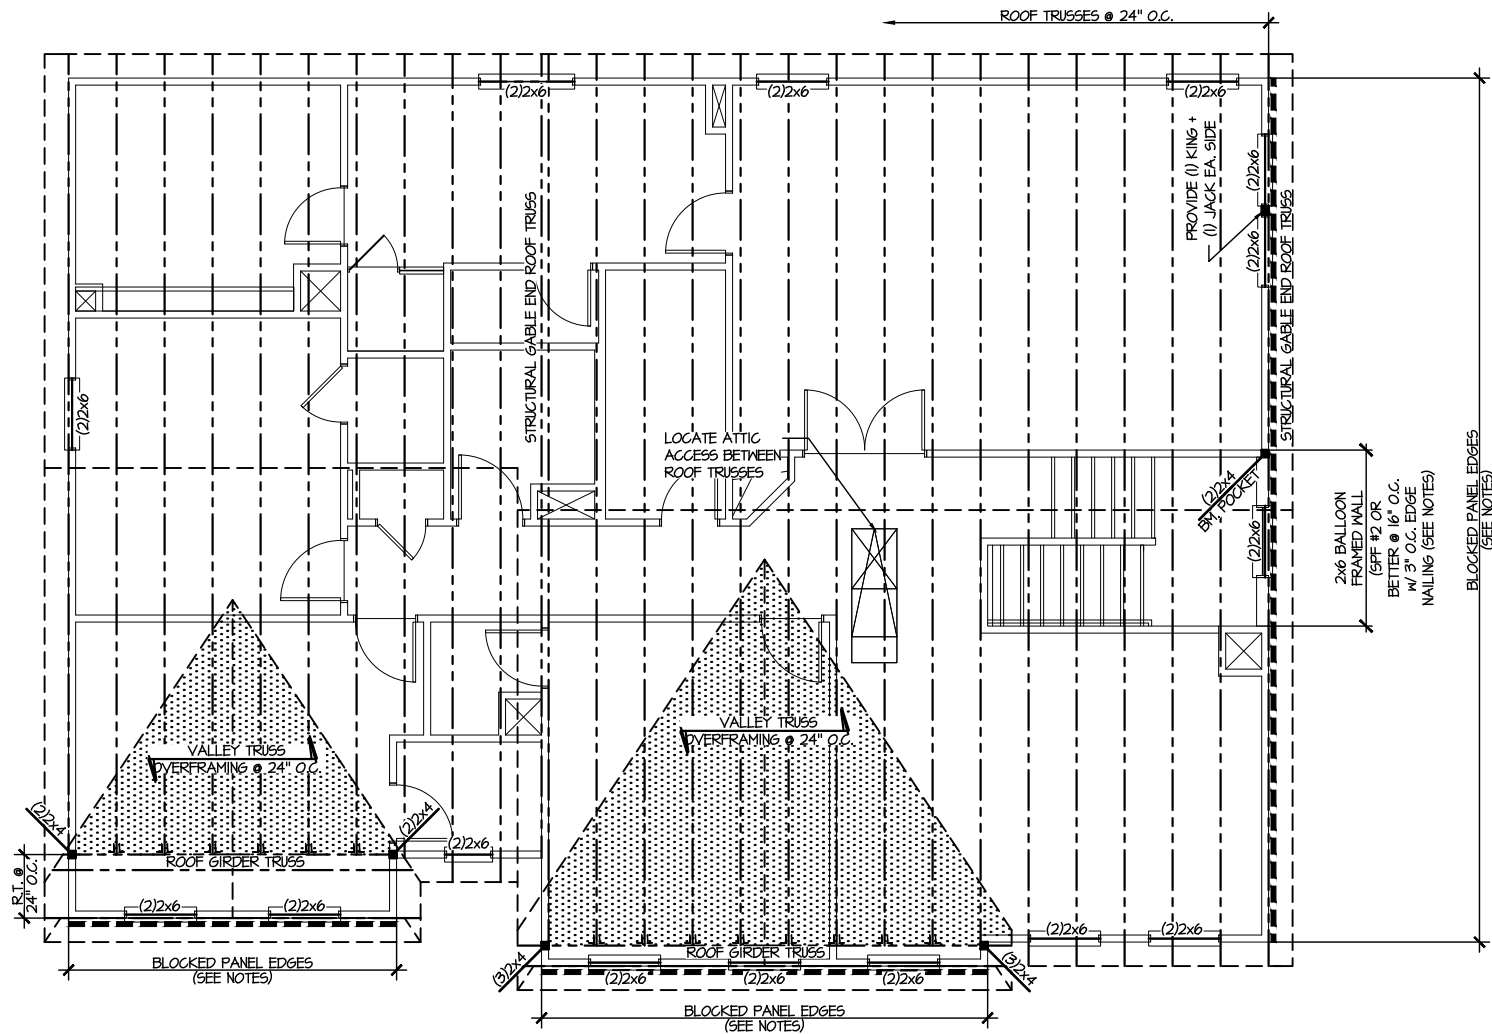 ROOF TRUSSES @ 24" O.C.
(2)2x6
(2)2x6
(2)2x6
PROVIDE (1) KING +
(1) JACK EA. SIDE
(2)2x6
(2)2x6
STRUCTURAL GABLE END ROOF TRUSS
STRUCTURAL GABLE END ROOF TRUSS
(2)2x6
LOCATE ATTIC
ACCESS BETWEEN
ROOF TRUSSES
(2)2x4
BM. POCKET
(2)2x6
2x6 BALLOON
FRAMED WALL
(SPF #2 OR
BETTER @ 16" O.C.
W/ 3" O.C. EDGE
NAILING (SEE NOTES)
BLOCKED PANEL EDGES
(SEE NOTES)
VALLEY TRUSS
OVERFRAMING @ 24" O.C.
VALLEY TRUSS
OVERFRAMING @ 24" O.C.
(2)2x4
(2)2x4
(2)2x6
ROOF GIRDER TRUSS
R.T. @
24" O.C.
(2)2x6
(2)2x6
BLOCKED PANEL EDGES
(SEE NOTES)
ROOF GIRDER TRUSS
(3)2x4
(2)2x6
(2)2x6
(2)2x6
(3)2x4
(2)2x6
(2)2x6
BLOCKED PANEL EDGES
(SEE NOTES)